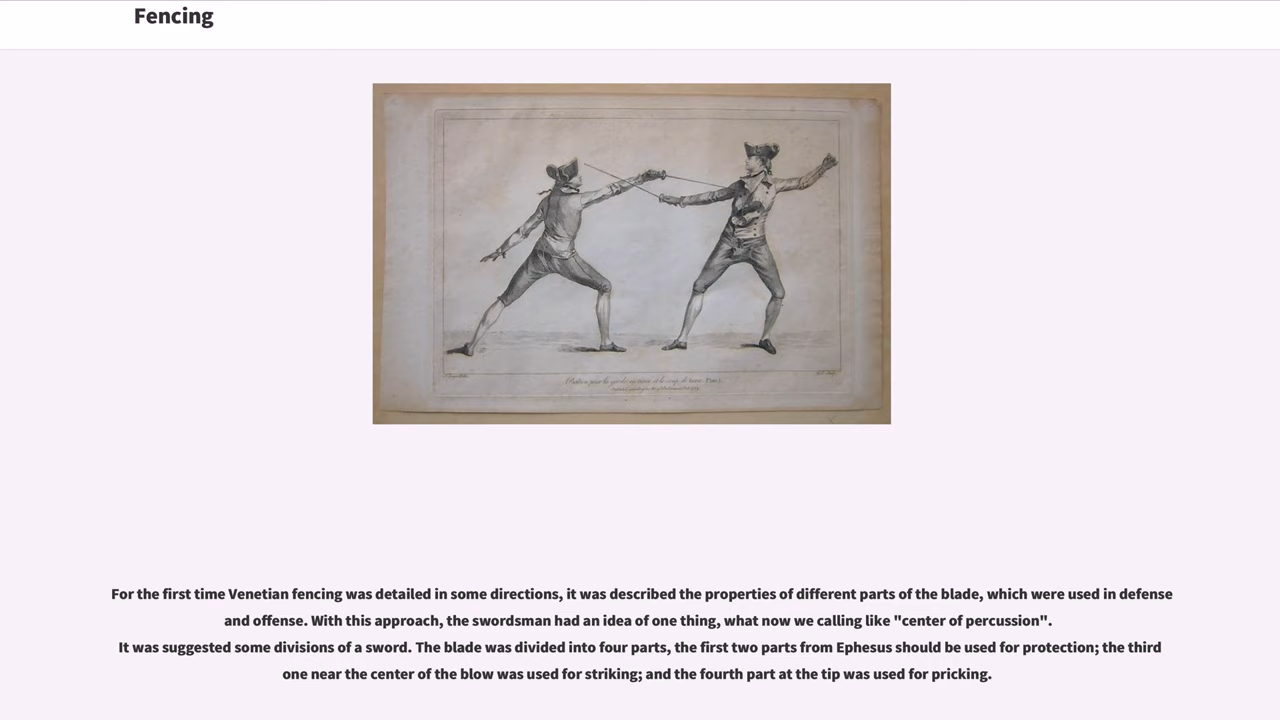 Fencing
For the first time Venetian fencing was detailed in some directions, it was described the properties of different parts of the blade, which were used in defense
and offense. With this approach, the swordsman had an idea of one thing, what now we calling like "center of percussion".
It was suggested some divisions of a sword. The blade was divided into four parts, the first two parts from Ephesus should be used for protection; the third
one near the center of the blow was used for striking; and the fourth part at the tip was used for pricking.